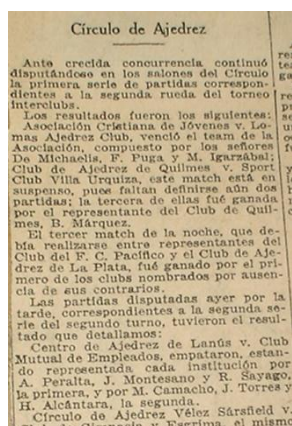 Círculo de Ajedrez
Ante crecida concurrencia continuó
disputándose en los salones del Círculo
la primera serie de partidas correspon-
dientes a la segunda rueda del torneo
interclubs.
Los resultados fueron los siguientes:
Asociación Cristiana de Jóvenes v. Lo-
mas Ajedrez Club, venció el team de la
Asociación, compuesto por los señores
De Michaelis, F. Puga y M. Igarzábal;
Club de Ajedrez de Quilmes v. Sport
Club Villa Urquiza, este match está en
suspenso, pues faltan definirse aún dos
partidas; la tercera de ellas fué ganada
por el representante del Club de Quil-
mes, B. Márquez.
El tercer match de la noche, que de-
bía realizarse entre representantes del
Club del F. C. Pacífico y el Club de Aje-
drez de La Plata, fué ganado por el pri-
mero de los clubs nombrados por ausen-
cia de sus contrarios.
Las partidas disputadas ayer por la
tarde, correspondientes a la segunda se-
rie del segundo turno, tuvieron el resul-
tado que detallamos:
Centro de Ajedrez de Lanús v. Club
Mutual de Empleados, empataron, estan-
do representada cada institución por
A. Peralta, J. Montesano y R. Sayago,
la primera, y por M. Camacho, J. Torres y
H. Alcántara, la segunda.
Círculo de Ajedrez Vélez Sársfield v.